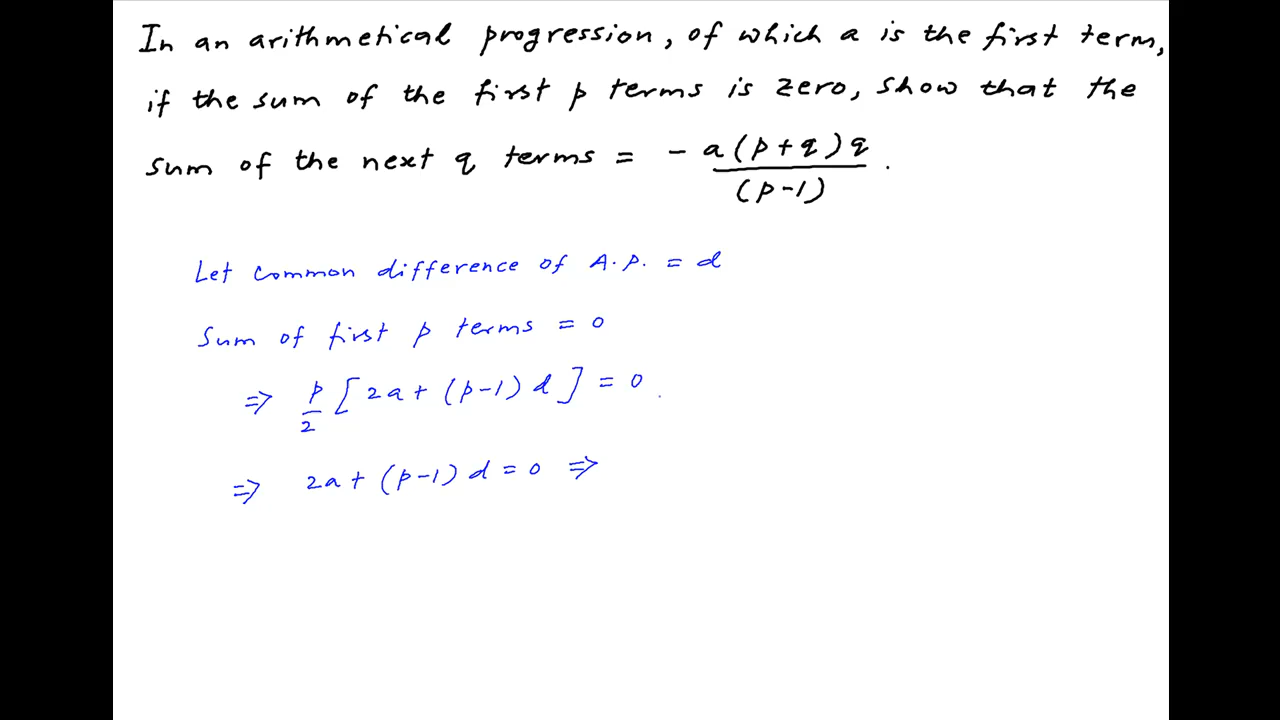 In an arithmetical progression, of which a is the first term,
if the sum of the first p terms is zero, show that the
sum of the next q terms = - a(p+q)q / (p-1).
Let common difference of A.P. = d
Sum of first p terms = 0
⇒ p/2 [2a + (p-1)d] = 0
⇒ 2a + (p-1)d = 0 ⇒